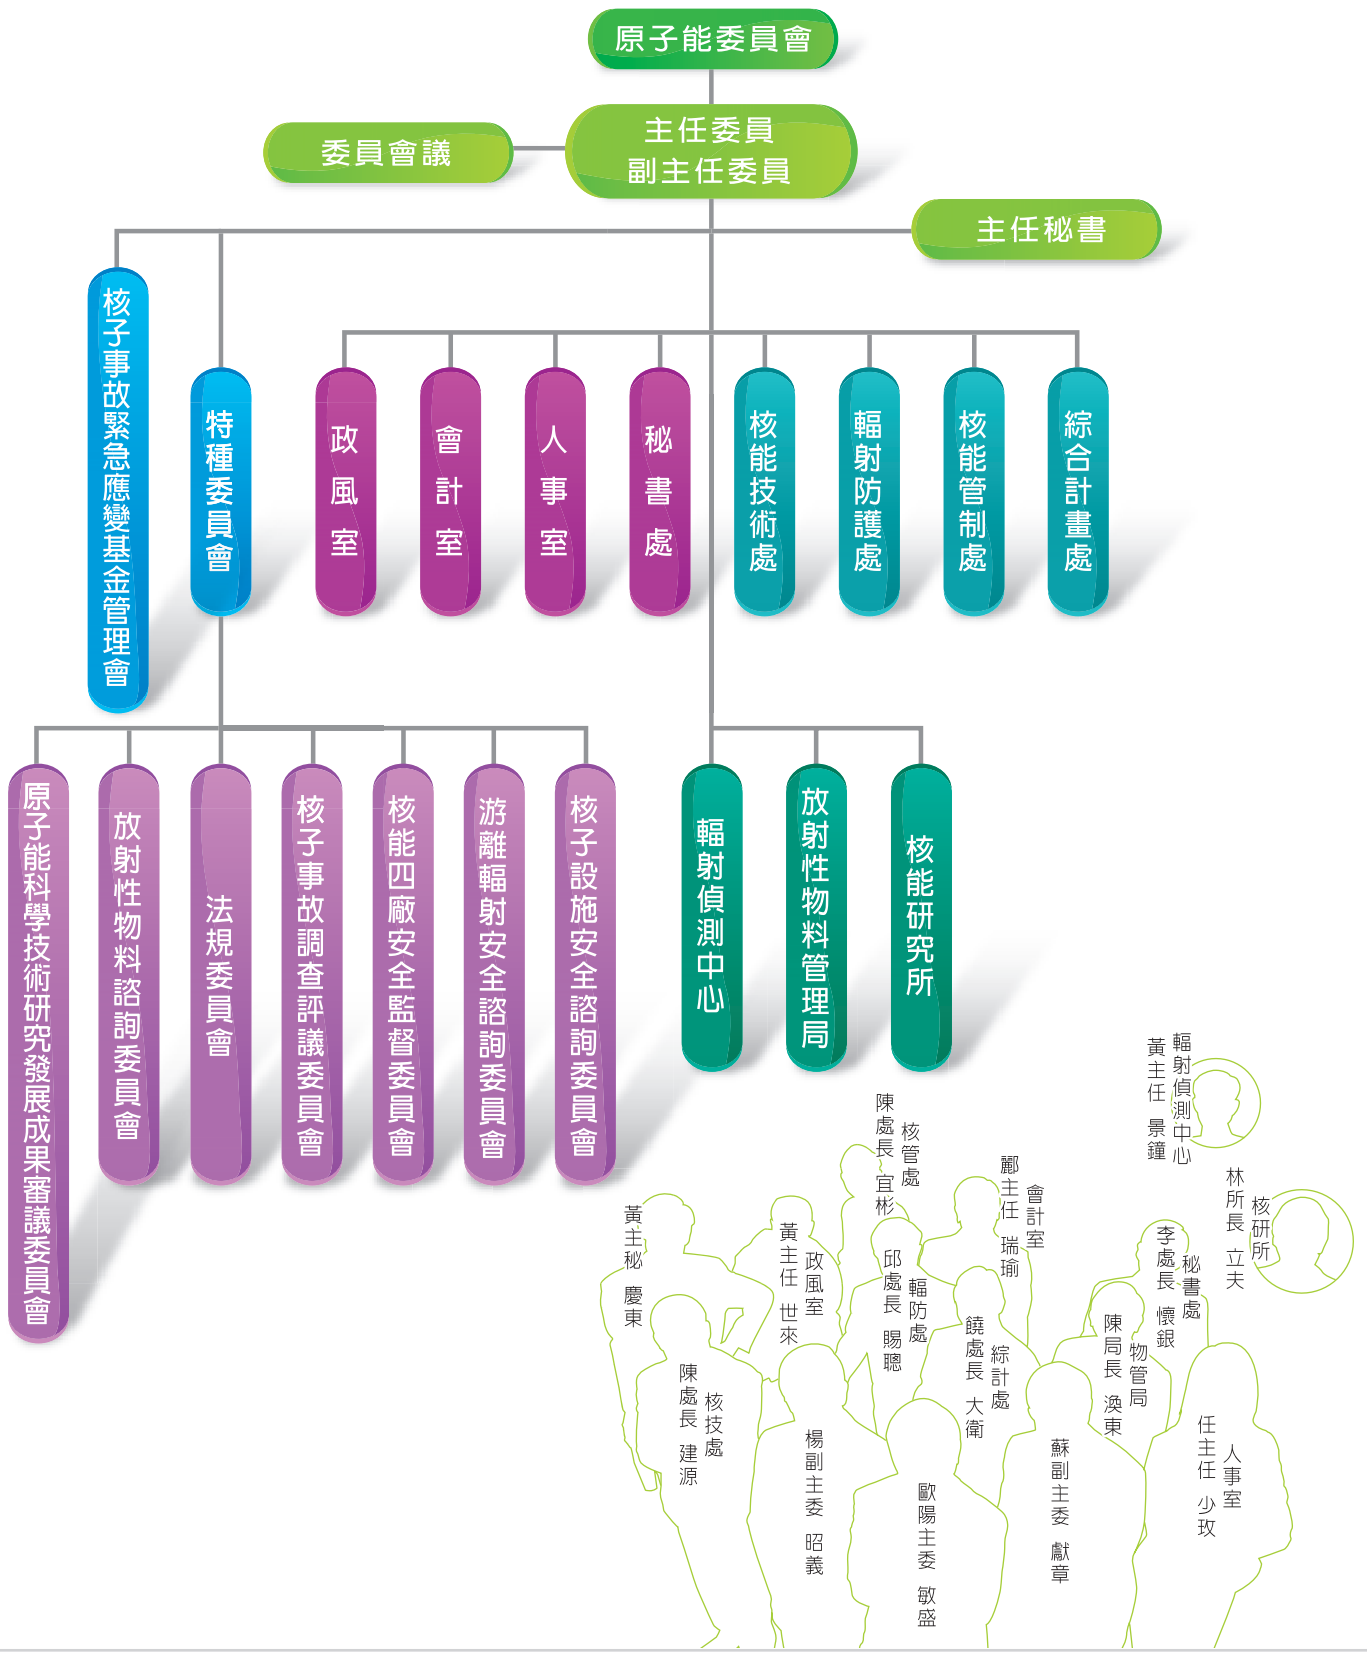 原子能委員會
主任委員
副主任委員
委員會議
主任秘書
核子事故緊急應變基金管理會
特種委員會
政風室
會計室
人事室
秘書處
核能技術處
輻射防護處
核能管制處
綜合計畫處
原子能科學技術研究發展成果審議委員會
放射性物料諮詢委員會
法規委員會
核子事故調查評議委員會
核能四廠安全監督委員會
游離輻射安全諮詢委員會
核子設施安全諮詢委員會
輻射偵測中心
放射性物料管理局
核能研究所
輻射偵測中心
黃主任 景鐘
核研所
林所長 立夫
核管處
陳處長 宜彬
會計室
酈主任 瑞瑜
秘書處
李處長 懷銀
黃主秘 慶東
政風室
黃主任 世來
輻防處
邱處長 賜聰
綜計處
饒處長 大衛
物管局
陳局長 渙東
核技處
陳處長 建源
人事室
任主任 少玫
楊副主委 昭義
歐陽主委 敏盛
蘇副主委 獻章